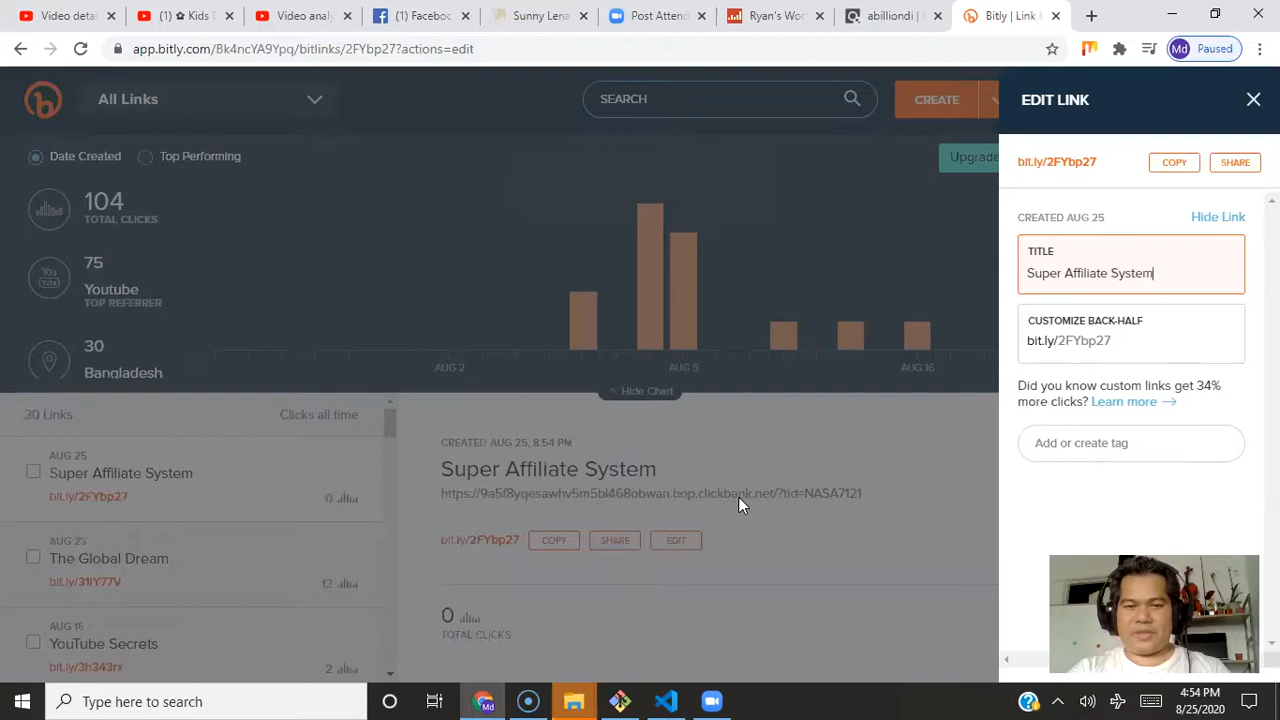 Video detai
(1) ✿ Kids D
Video analy
(1) Faceboo
Sunny Lena
Post Attend
Ryan's Wor
abilliondi | M
Bitly | Link M
app.bitly.com/Bk4ncYA9Ypq/bitlinks/2FYbp27?actions=edit
Md Paused
All Links
SEARCH
CREATE
EDIT LINK
Date Created
Top Performing
Upgrade
bit.ly/2FYbp27
COPY
SHARE
104
TOTAL CLICKS
CREATED AUG 25
Hide Link
TITLE
Super Affiliate System
75
Youtube
TOP REFERRER
CUSTOMIZE BACK-HALF
bit.ly/2FYbp27
30
Bangladesh
AUG 2
AUG 9
AUG 16
Hide Chart
Did you know custom links get 34%
more clicks? Learn more →
Add or create tag
Links
Clicks all time
AUG 25
Super Affiliate System
bit.ly/2FYbp27
0
CREATED AUG 25, 8:54 PM
Super Affiliate System
https://9a5f8yqesawhv5m5bl468obwan.hop.clickbank.net/?tid=NASA7121
bit.ly/2FYbp27
COPY
SHARE
EDIT
AUG 23
The Global Dream
bit.ly/31IY77V
12
0
TOTAL CLICKS
AUG 16
YouTube Secrets
bit.ly/3h343rx
2
Type here to search
4:54 PM
8/25/2020